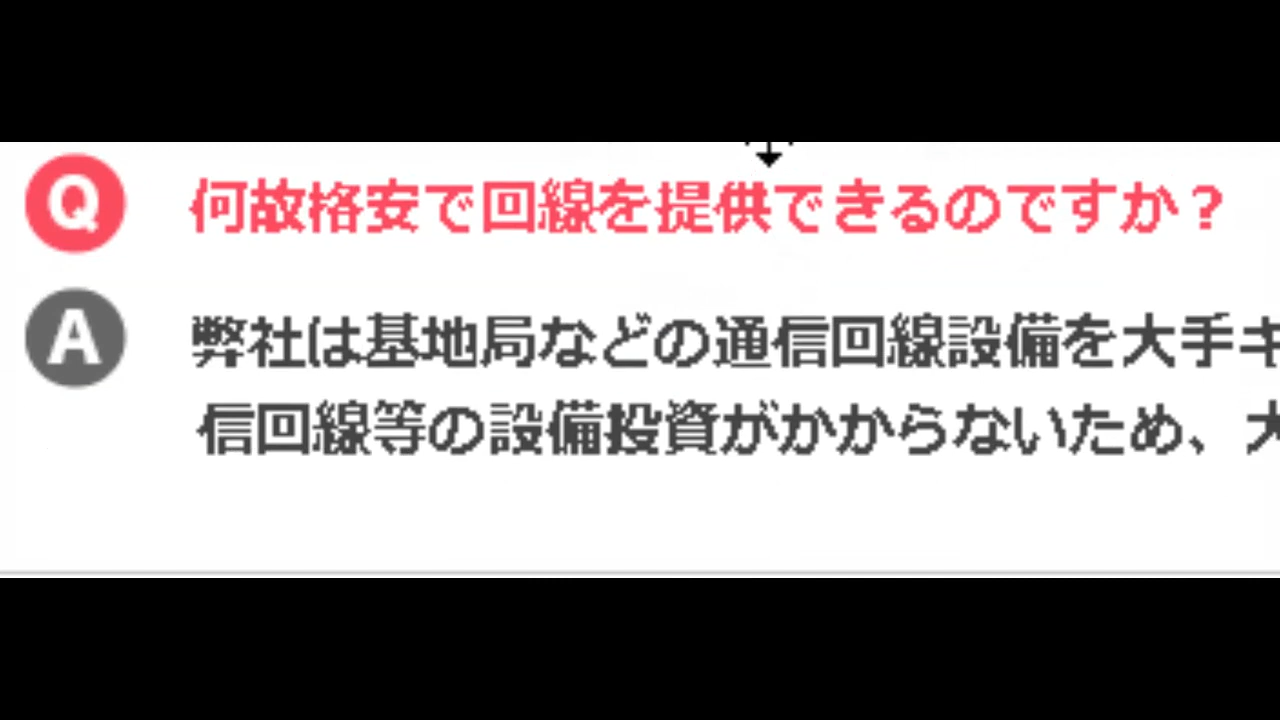 Q 何故格安で回線を提供できるのですか？
A 弊社は基地局などの通信回線設備を大手キ
信回線等の設備投資がかからないため、大